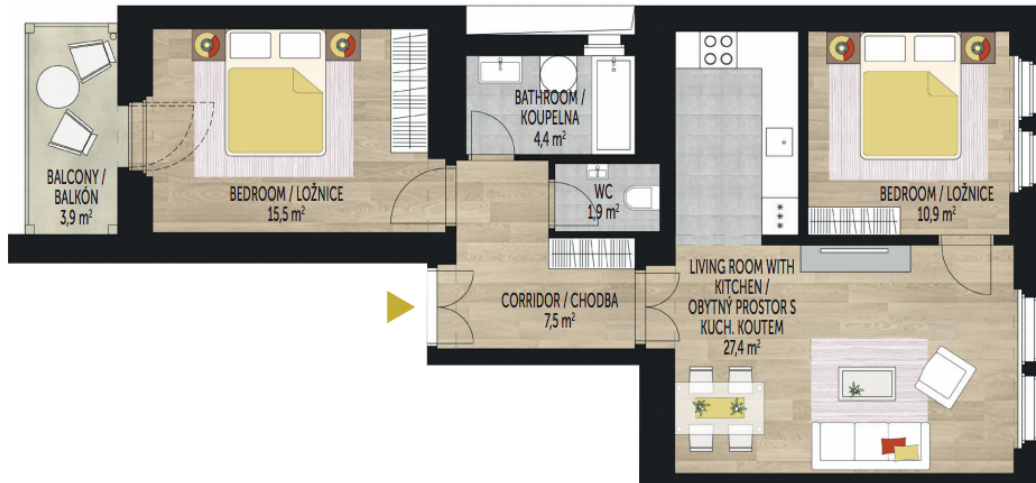 BALCONY /
BALKÓN
3,9 m²
BEDROOM / LOŽNICE
15,5 m²
BATHROOM /
KOUPELNA
4,4 m²
WC
1,9 m²
CORRIDOR / CHODBA
7,5 m²
LIVING ROOM WITH
KITCHEN /
OBYTNÝ PROSTOR S
KUCH. KOUTEM
27,4 m²
BEDROOM / LOŽNICE
10,9 m²